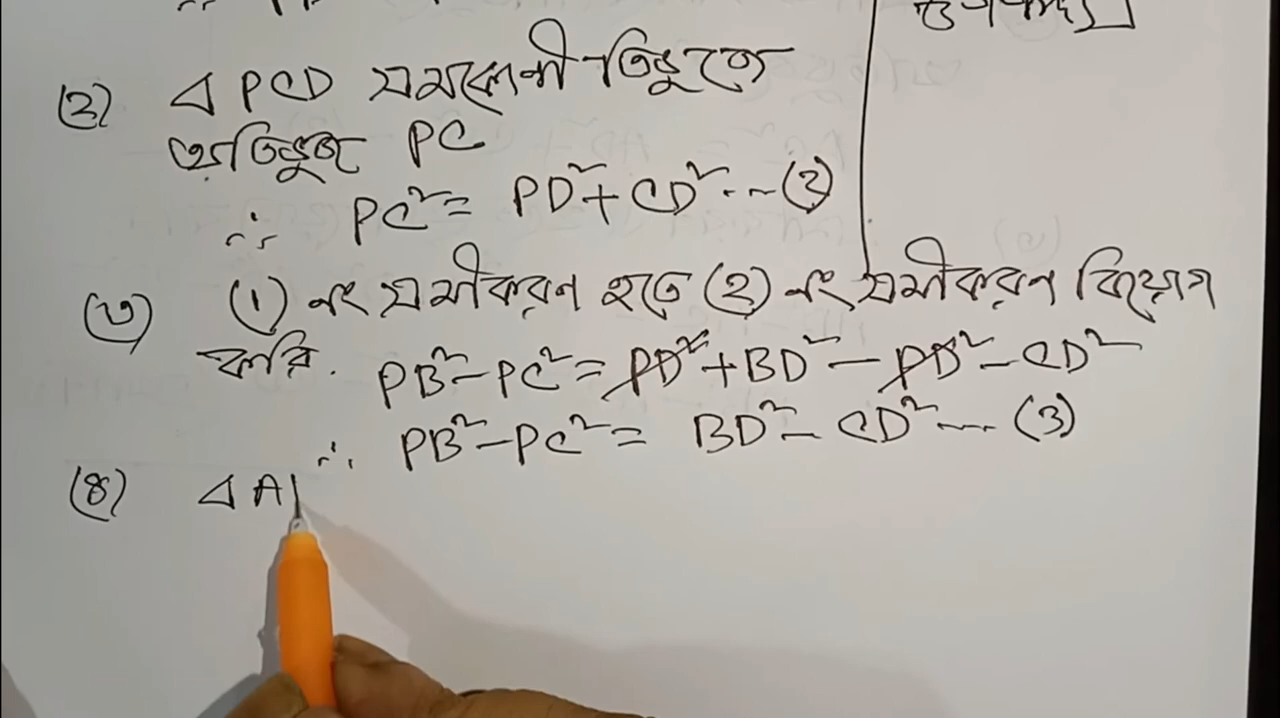 (২) ⊿ PCD সমকোণী ত্রিভুজে
অতিভুজ PC
∴ PC² = PD² + CD² --- (২)
(৩) (১) নং সমীকরণ হতে (২) নং সমীকরণ বিয়োগ
করি. PB² - PC² = PD² + BD² - PD² - CD²
∴ PB² - PC² = BD² - CD² --- (3)
(৪) ⊿ A